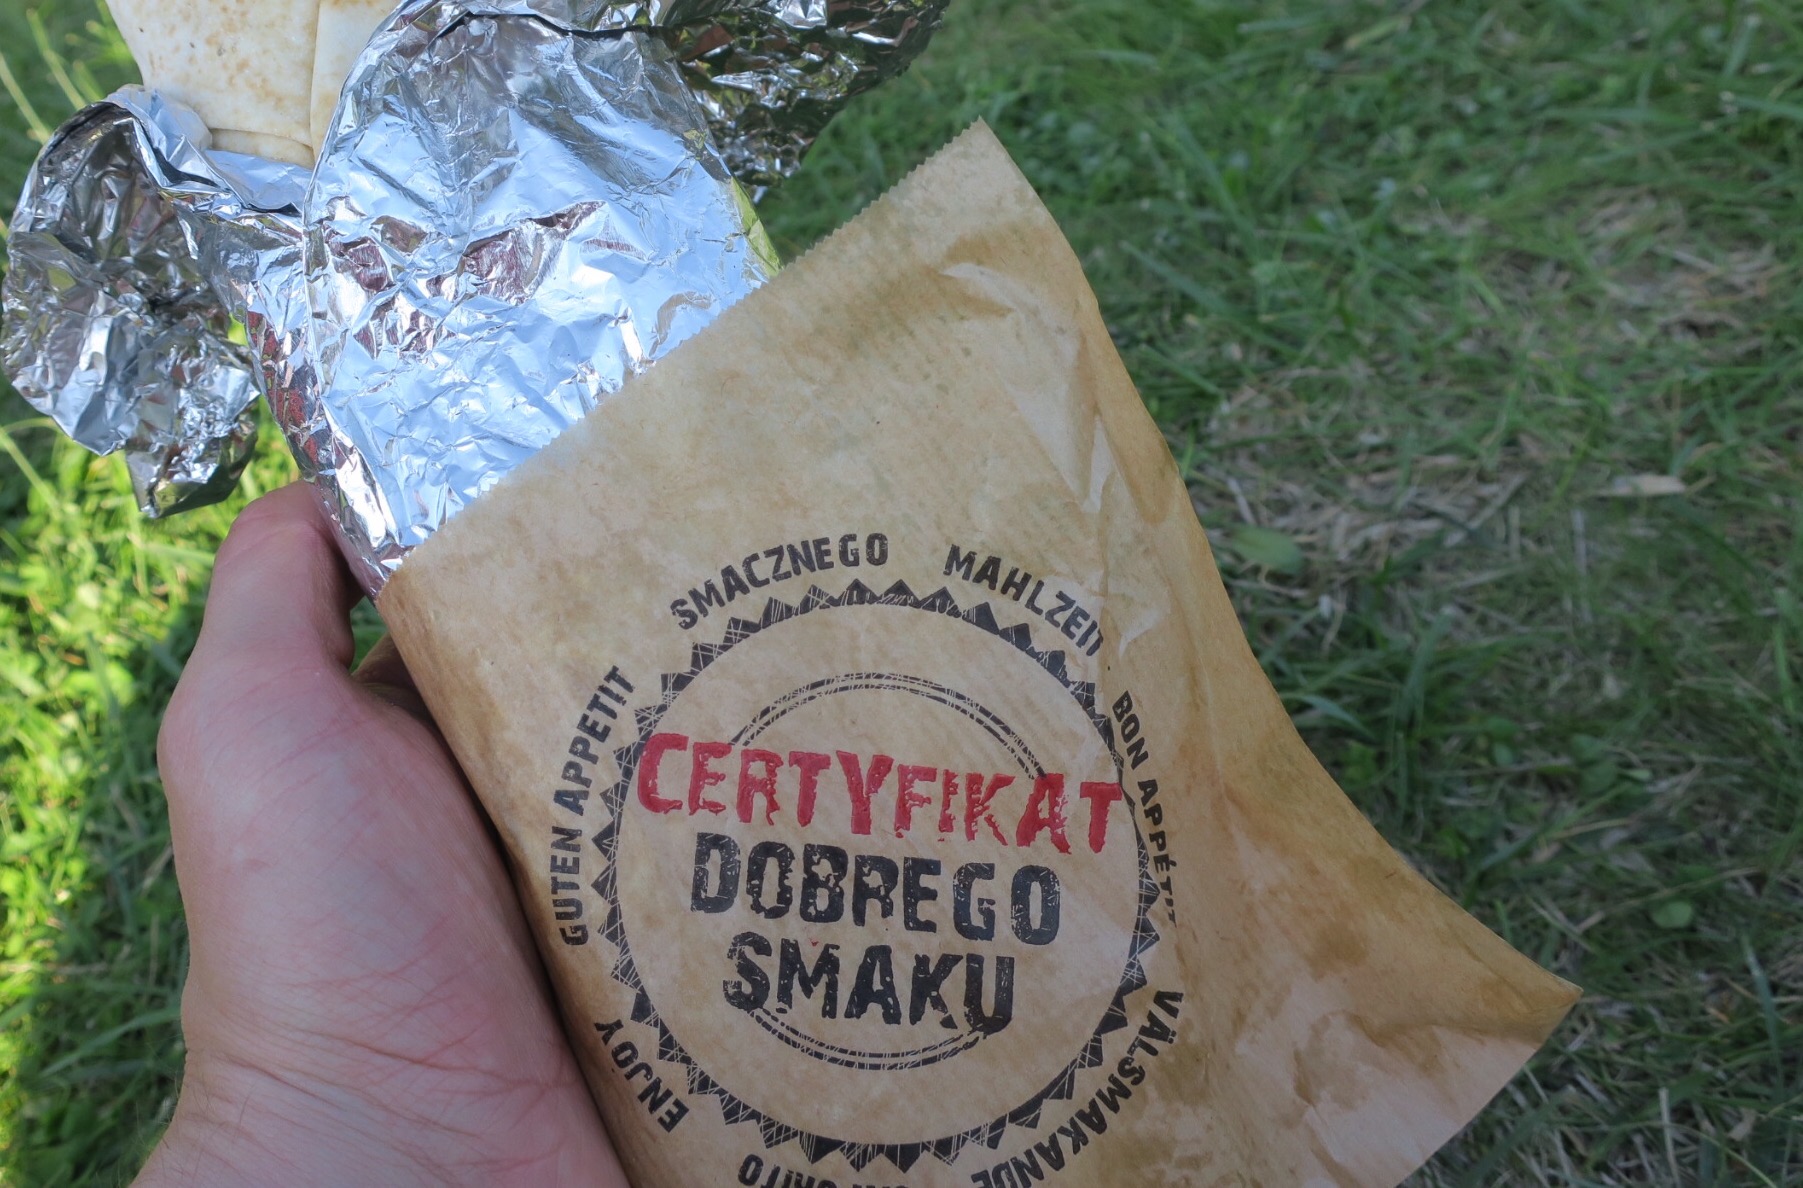 SMACZNEGO
MAHLZEIT
BON APPÉTIT
VÄLSMAKANDE
ENJOY
GUTEN APPETIT
CERTYFIKAT
DOBREGO
SMAKU